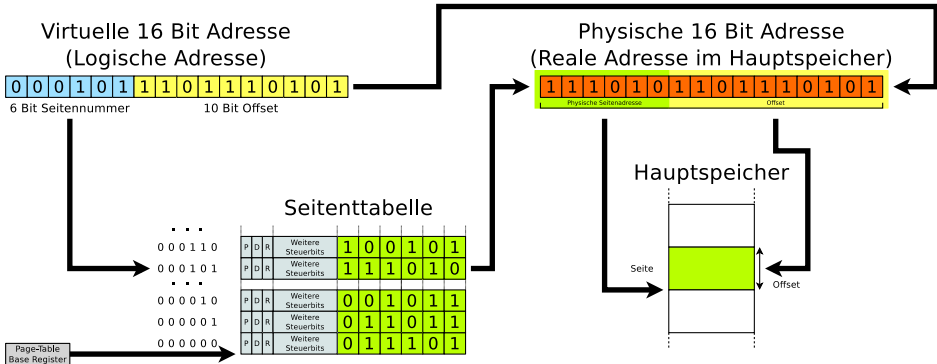 Virtuelle 16 Bit Adresse
(Logische Adresse)
0 0 0 1 0 1 1 1 0 1 1 1 0 1 0 1
6 Bit Seitennummer 10 Bit Offset
Physische 16 Bit Adresse
(Reale Adresse im Hauptspeicher)
1 1 1 0 1 0 1 1 0 1 1 1 0 1 0 1
Physische Seitenadresse Offset
Seitenttabelle
. . .
0 0 0 1 1 0 P D R Weitere Steuerbits 1 0 0 1 0 1
0 0 0 1 0 1 P D R Weitere Steuerbits 1 1 1 0 1 0
. . .
0 0 0 0 1 0 P D R Weitere Steuerbits 0 0 1 0 1 1
0 0 0 0 0 1 P D R Weitere Steuerbits 0 1 1 0 1 1
0 0 0 0 0 0 P D R Weitere Steuerbits 0 1 1 1 0 1
Page-Table
Base Register
Hauptspeicher
Seite
Offset